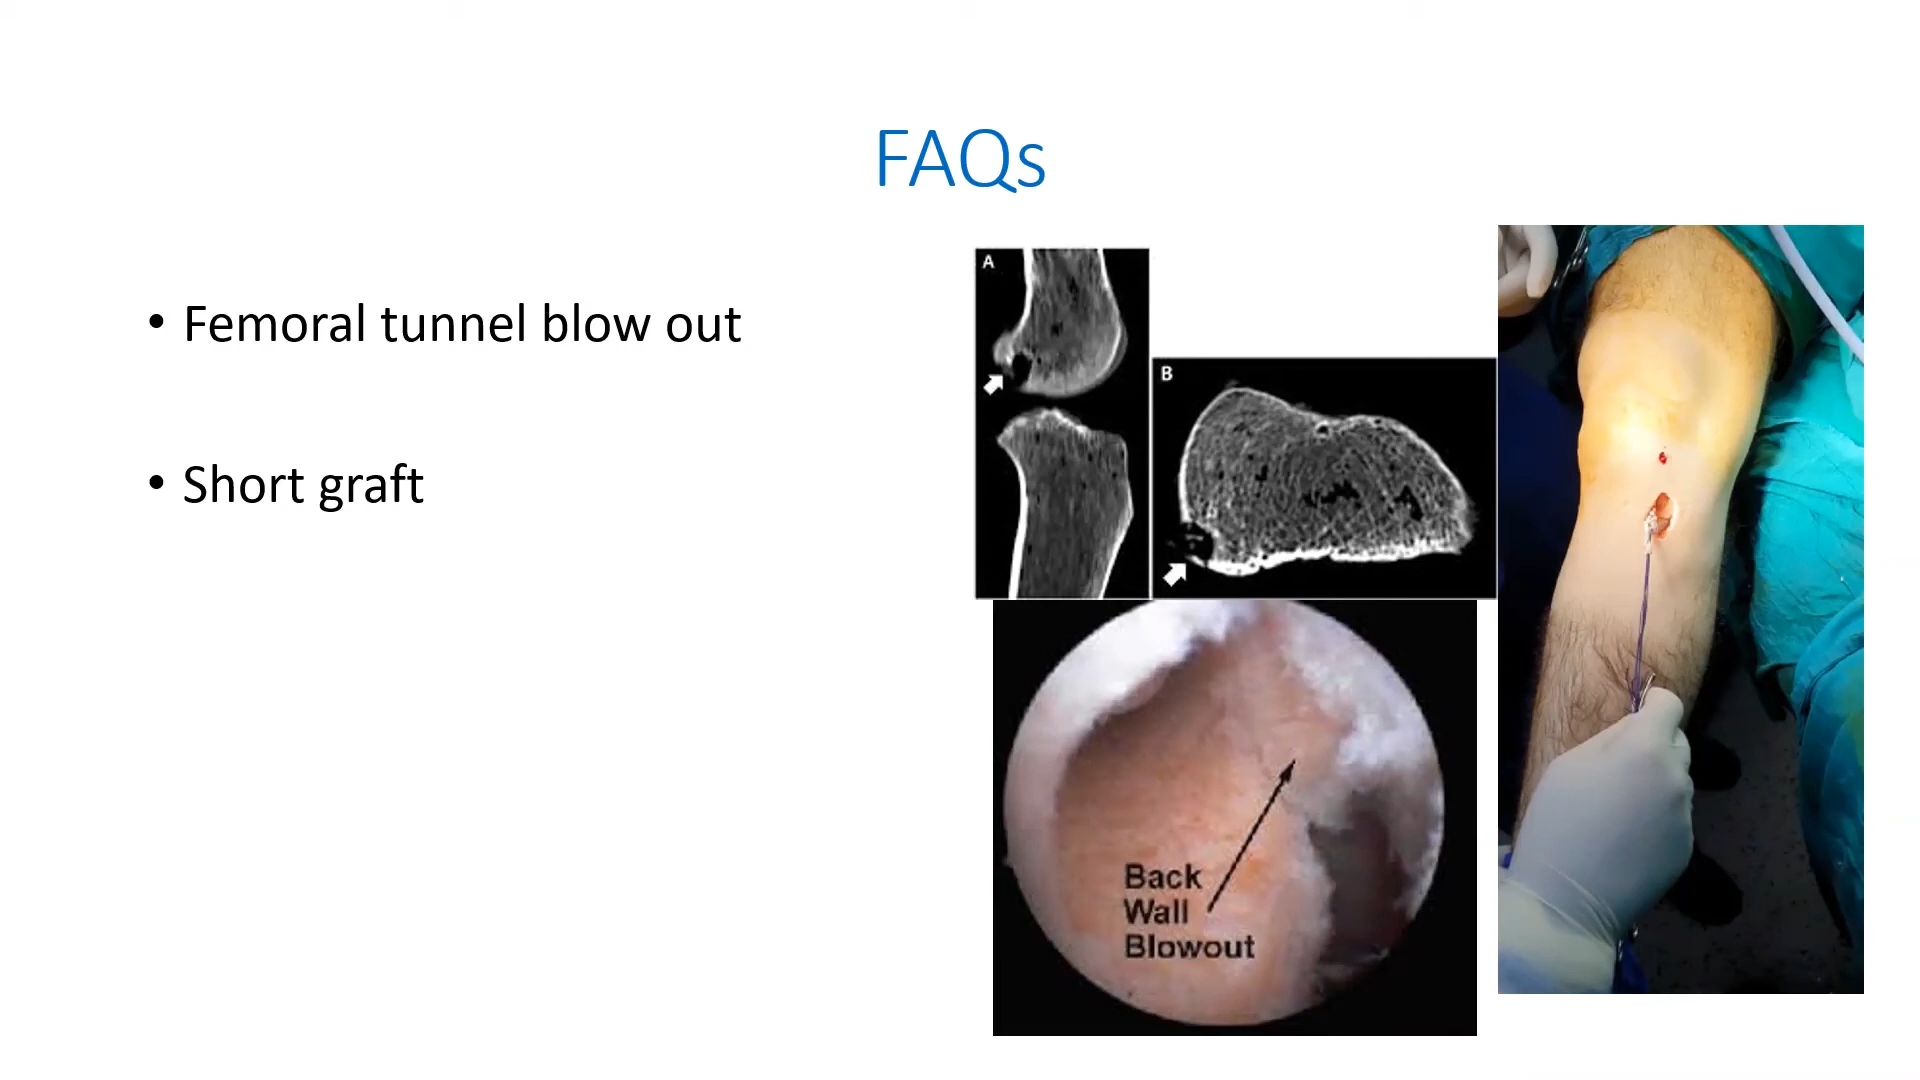 FAQs
• Femoral tunnel blow out
• Short graft
A
B
Back
Wall
Blowout